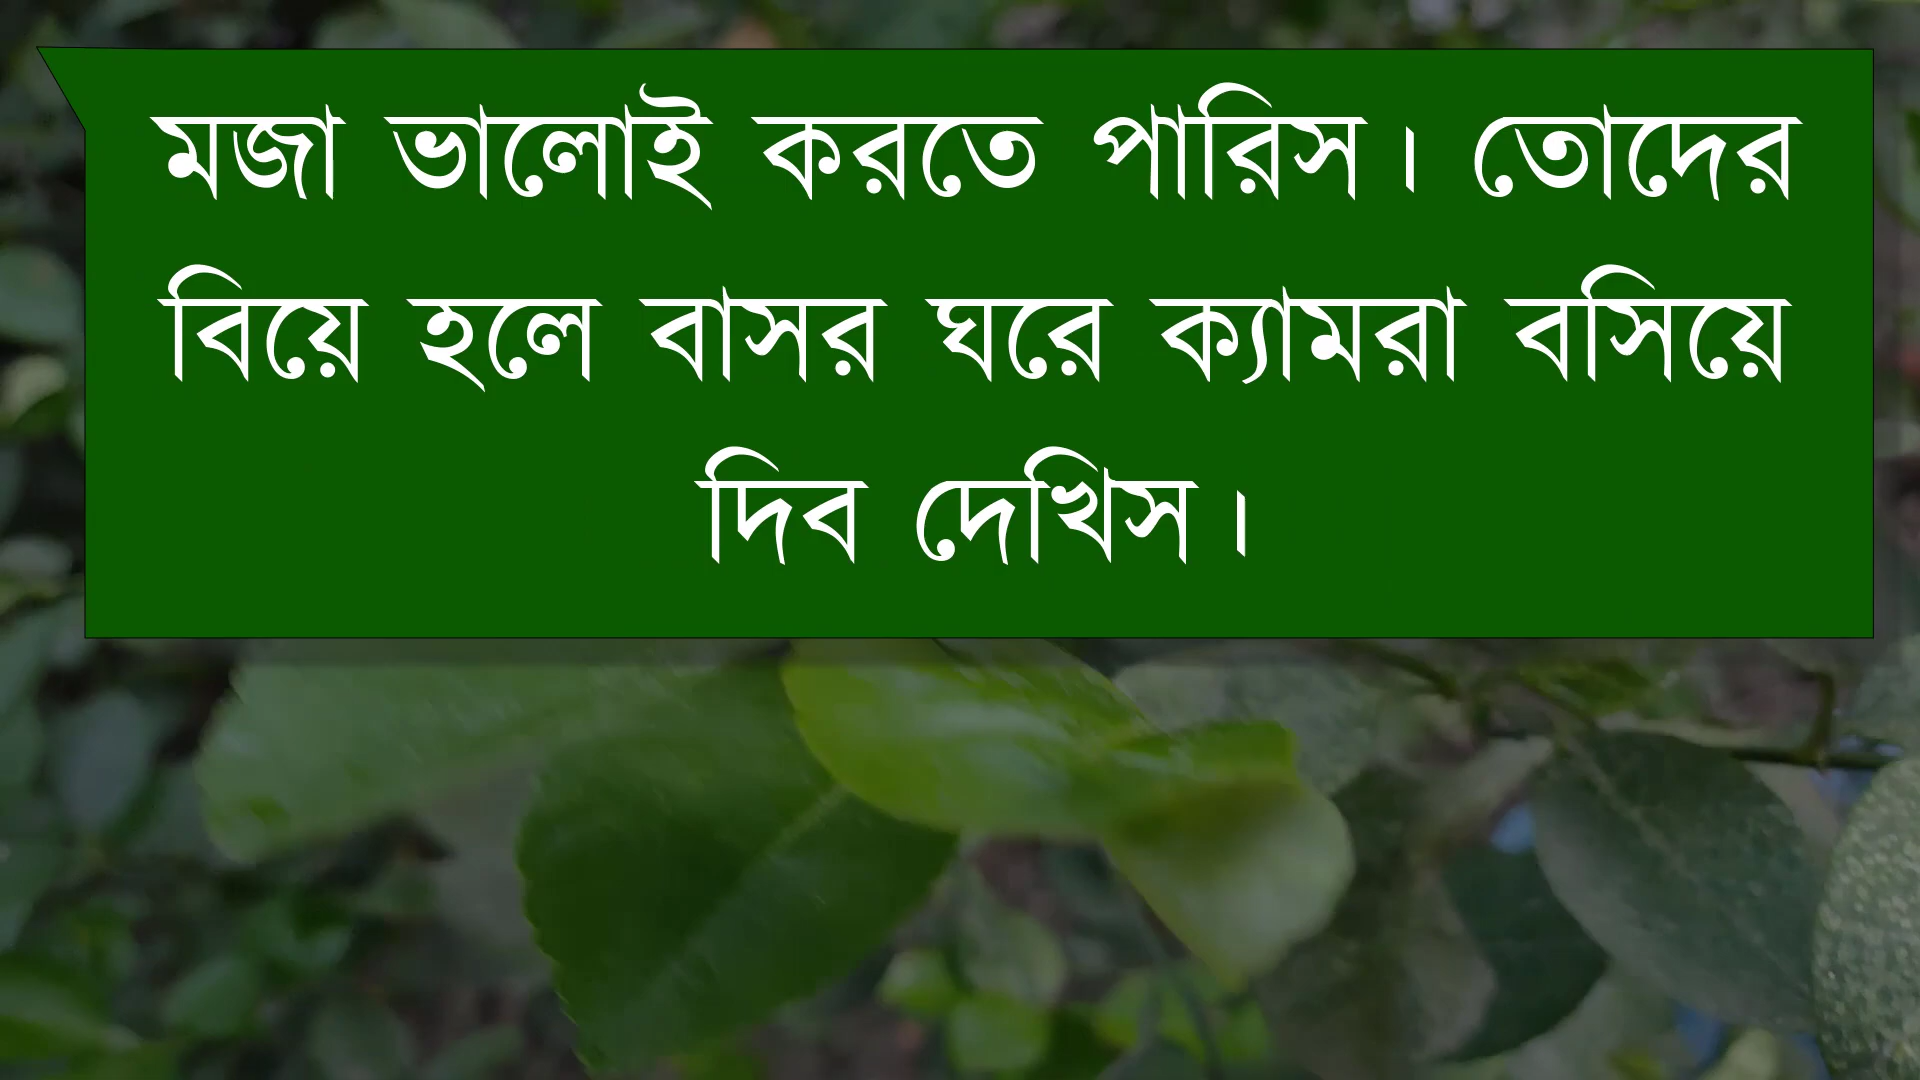 মজা ভালোই করতে পারিস। তোদের
বিয়ে হলে বাসর ঘরে ক্যামরা বসিয়ে
দিব দেখিস।